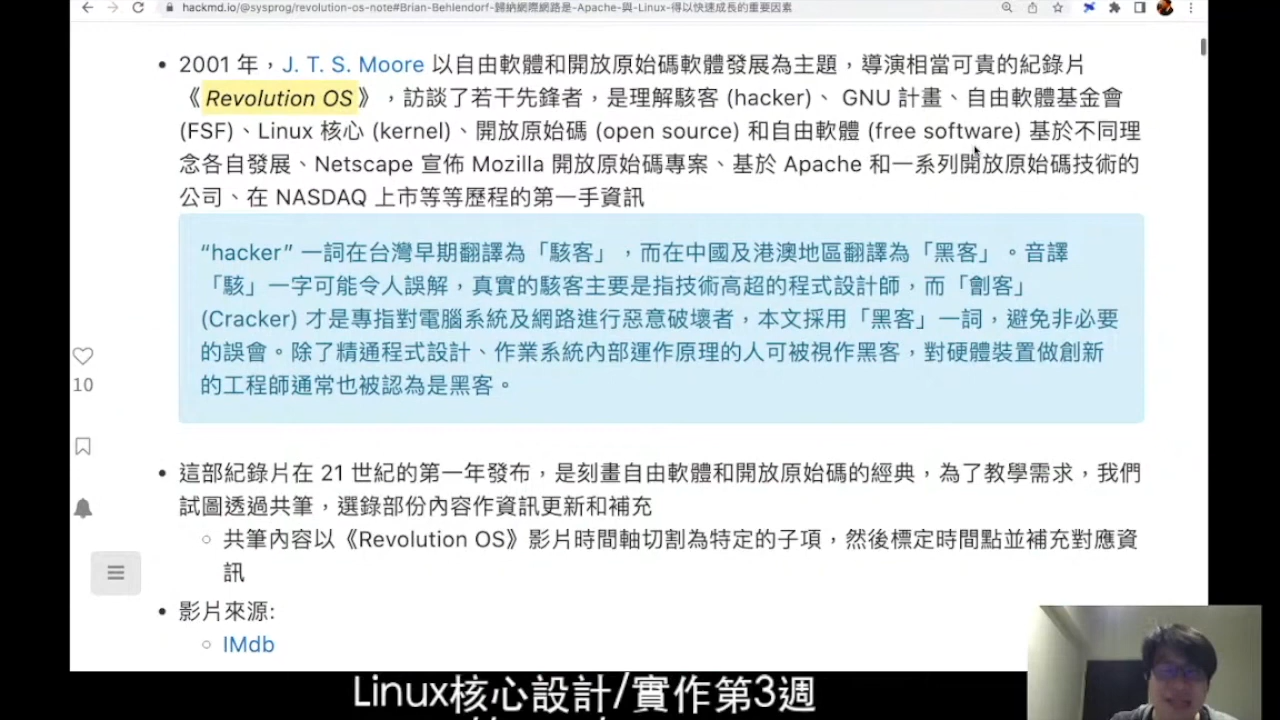 hackmd.io/@sysprog/revolution-os-note#Brian-Behlendorf-歸納網際網路是-Apache-與-Linux-得以快速成長的重要因素
2001 年，J. T. S. Moore 以自由軟體和開放原始碼軟體發展為主題，導演相當可貴的紀錄片
《Revolution OS》，訪談了若干先鋒者，是理解駭客 (hacker)、 GNU 計畫、自由軟體基金會
(FSF)、Linux 核心 (kernel)、開放原始碼 (open source) 和自由軟體 (free software) 基於不同理
念各自發展、Netscape 宣佈 Mozilla 開放原始碼專案、基於 Apache 和一系列開放原始碼技術的
公司、在 NASDAQ 上市等等歷程的第一手資訊
“hacker” 一詞在台灣早期翻譯為「駭客」，而在中國及港澳地區翻譯為「黑客」。音譯
「駭」一字可能令人誤解，真實的駭客主要是指技術高超的程式設計師，而「劊客」
(Cracker) 才是專指對電腦系統及網路進行惡意破壞者，本文採用「黑客」一詞，避免非必要
的誤會。除了精通程式設計、作業系統內部運作原理的人可被視作黑客，對硬體裝置做創新
的工程師通常也被認為是黑客。
10
這部紀錄片在 21 世紀的第一年發布，是刻畫自由軟體和開放原始碼的經典，為了教學需求，我們
試圖透過共筆，選錄部份內容作資訊更新和補充
共筆內容以《Revolution OS》影片時間軸切割為特定的子項，然後標定時間點並補充對應資
訊
影片來源:
IMdb
Linux核心設計/實作第3週